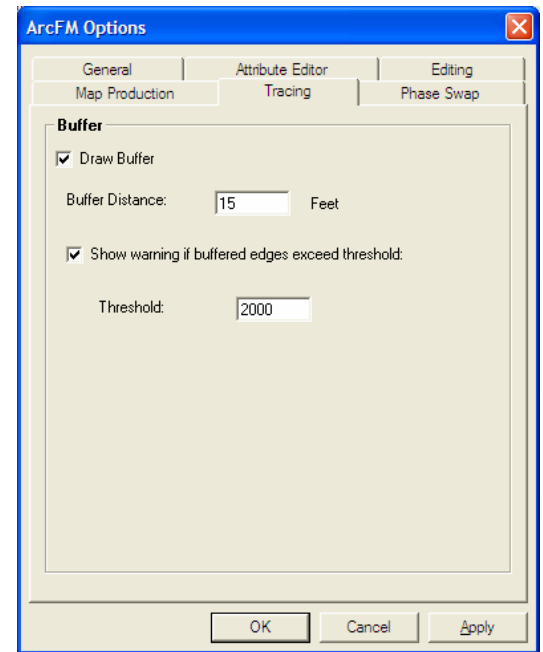 ArcFM Options
General Attribute Editor Editing
Map Production Tracing Phase Swap
Buffer
Draw Buffer
Buffer Distance: 15 Feet
Show warning if buffered edges exceed threshold:
Threshold: 2000
OK Cancel Apply